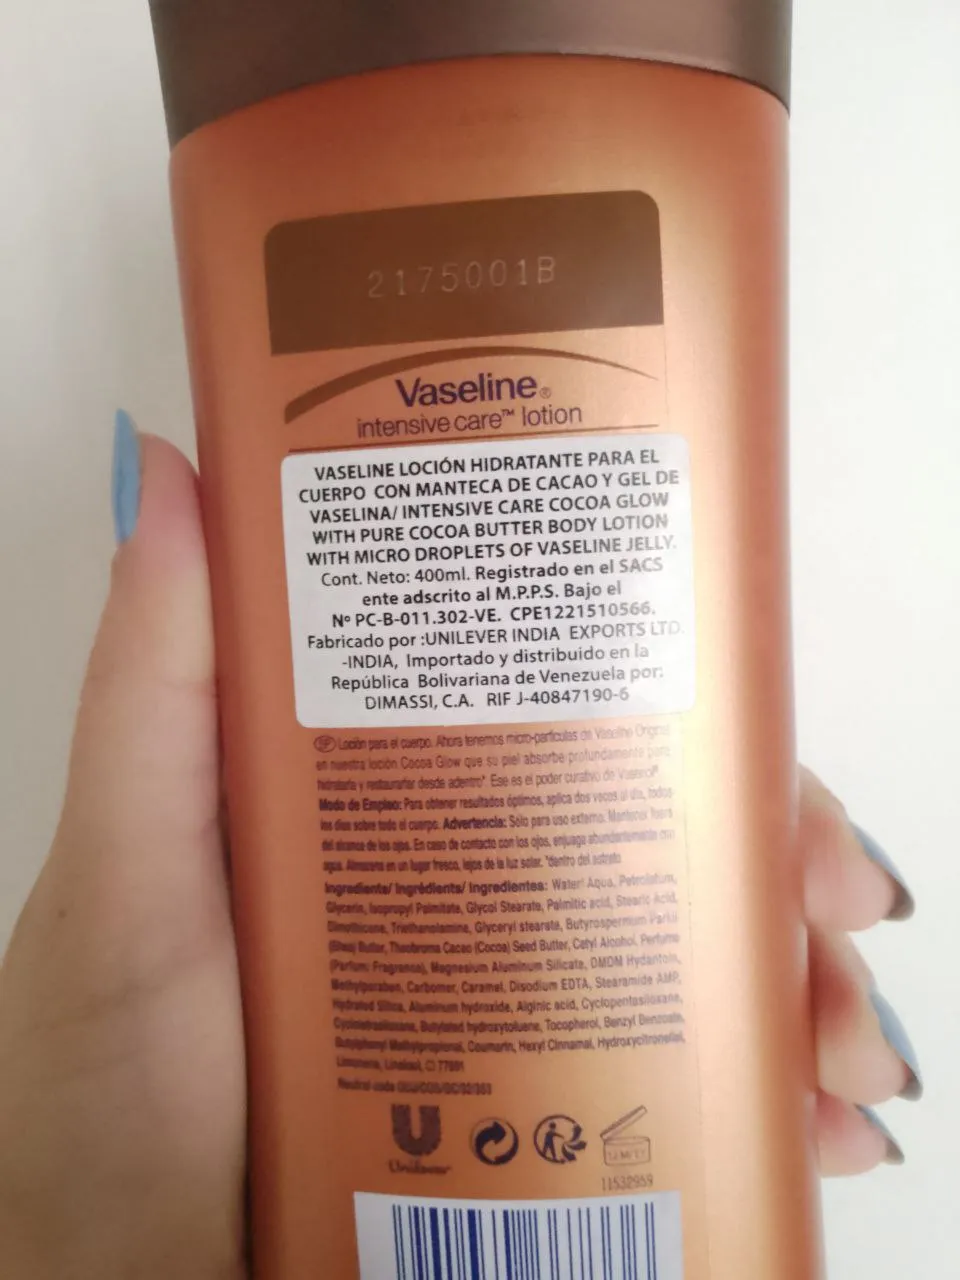 2175001B
Vaseline®
intensive care™ lotion
VASELINE LOCIÓN HIDRATANTE PARA EL
CUERPO CON MANTECA DE CACAO Y GEL DE
VASELINA/ INTENSIVE CARE COCOA GLOW
WITH PURE COCOA BUTTER BODY LOTION
WITH MICRO DROPLETS OF VASELINE JELLY.
Cont. Neto: 400ml. Registrado en el SACS
ente adscrito al M.P.P.S. Bajo el
Nº PC-B-011.302-VE. CPE1221510566.
Fabricado por :UNILEVER INDIA EXPORTS LTD.
-INDIA, Importado y distribuido en la
República Bolivariana de Venezuela por:
DIMASSI, C.A. RIF J-40847190-6
Loción para el cuerpo. Ahora tenemos micro-partículas de Vaseline Original
en nuestra loción Cocoa Glow que su piel absorbe profundamente para
hidratarla y desde adentro*. Ese es el poder curativo de
Modo de Empleo: Para obtener resultados óptimos, aplica dos veces al día, todos
los días sobre todo el cuerpo. Advertencia: Sólo para uso externo. Mantener fuera
del alcance de los ojos. En caso de contacto con los ojos, enjuaga abundantemente con
agua. Almacena en un lugar fresco, lejos de la luz solar. *dentro del estrato
Ingredients/ Ingrédients/ Ingredientes: Water/ Aqua, Petrolatum,
Glycerin, Isopropyl Palmitate, Glycol Stearate, Palmitic acid, Stearic Acid,
Dimethicone, Triethanolamine, Glyceryl stearate, Butyrospermum Parkii
(Shea) Butter, Theobroma Cacao (Cocoa) Seed Butter, Cetyl Alcohol, Perfume
(Parfum; Fragrance), Magnesium Aluminum Silicate, DMDM Hydantoin,
Methylparaben, Carbomer, Caramel, Disodium EDTA, Stearamide AMP,
Hydrated Silica, Aluminum hydroxide, Alginic acid, Cyclopentasiloxane,
Butylated hydroxytoluene, Tocopherol, Benzyl Benzoate,
Butylphenyl Methylpropional, Coumarin, Hexyl Cinnamal, Hydroxycitronellal,
Limonene, Linalool, CI 77891
Neutral code
Unilever
11532959